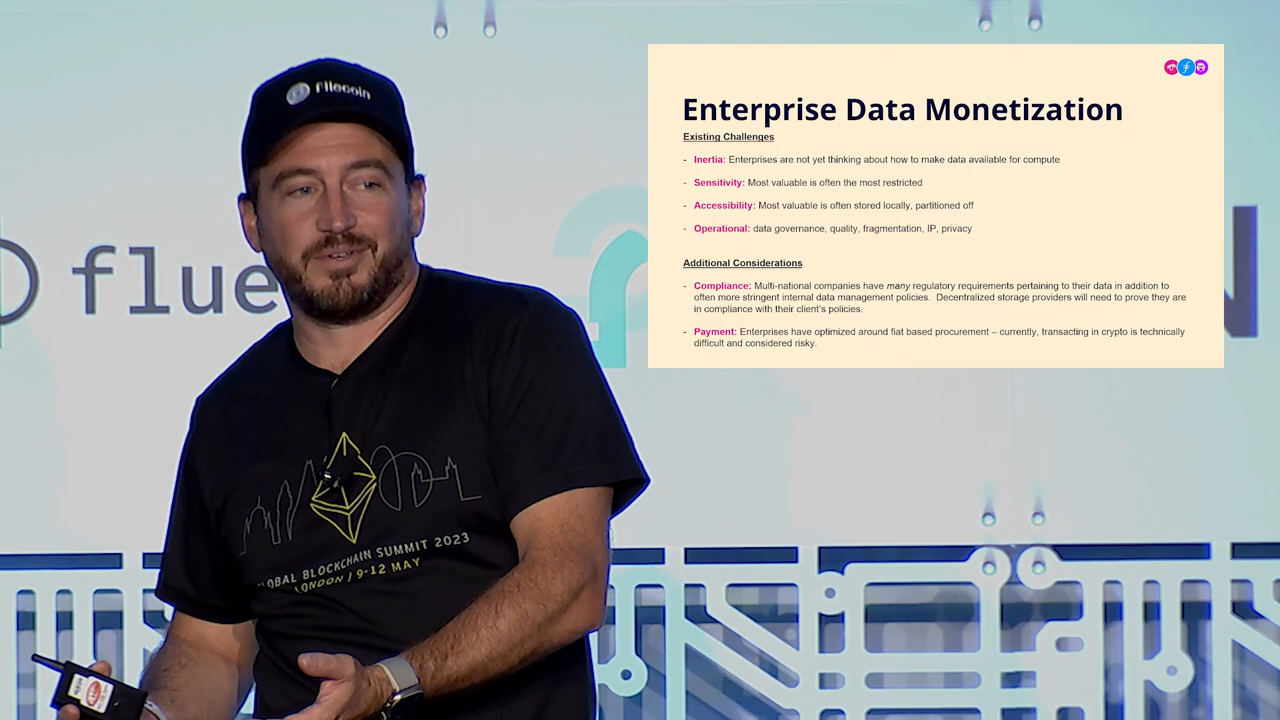 Filecoin
flue
N
GLOBAL BLOCKCHAIN SUMMIT 2023
LONDON / 9-12 MAY
Enterprise Data Monetization
Existing Challenges
- Inertia: Enterprises are not yet thinking about how to make data available for compute
- Sensitivity: Most valuable is often the most restricted
- Accessibility: Most valuable is often stored locally, partitioned off
- Operational: data governance, quality, fragmentation, IP, privacy
Additional Considerations
- Compliance: Multi-national companies have many regulatory requirements pertaining to their data in addition to
often more stringent internal data management policies. Decentralized storage providers will need to prove they are
in compliance with their client's policies.
- Payment: Enterprises have optimized around fiat based procurement – currently, transacting in crypto is technically
difficult and considered risky.